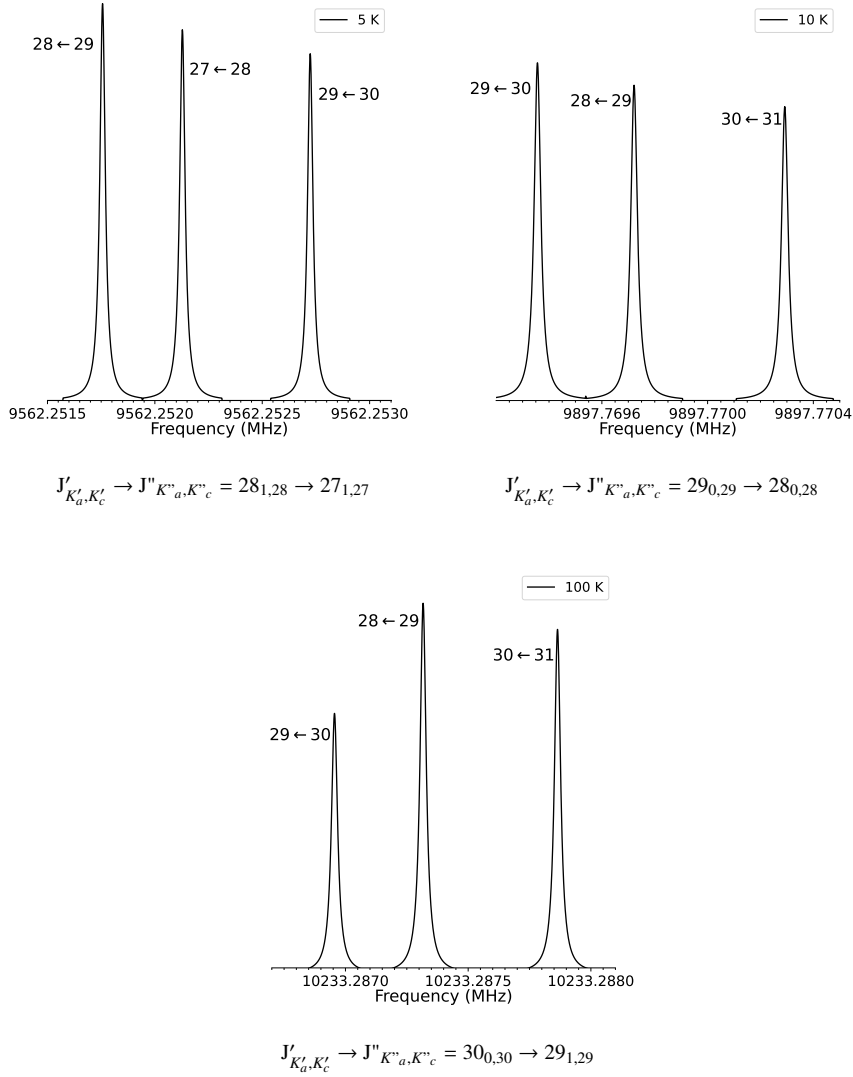 5 K
28 ← 29
27 ← 28
29 ← 30
9562.2515 9562.2520 9562.2525 9562.2530
Frequency (MHz)
J′K′a,K′c → J"K”a,K”c = 28₁,₂₈ → 27₁,₂₇
10 K
29 ← 30
28 ← 29
30 ← 31
9897.7696 9897.7700 9897.7704
Frequency (MHz)
J′K′a,K′c → J"K”a,K”c = 29₀,₂₉ → 28₀,₂₈
100 K
28 ← 29
30 ← 31
29 ← 30
10233.2870 10233.2875 10233.2880
Frequency (MHz)
J′K′a,K′c → J"K”a,K”c = 30₀,₃₀ → 29₁,₂₉